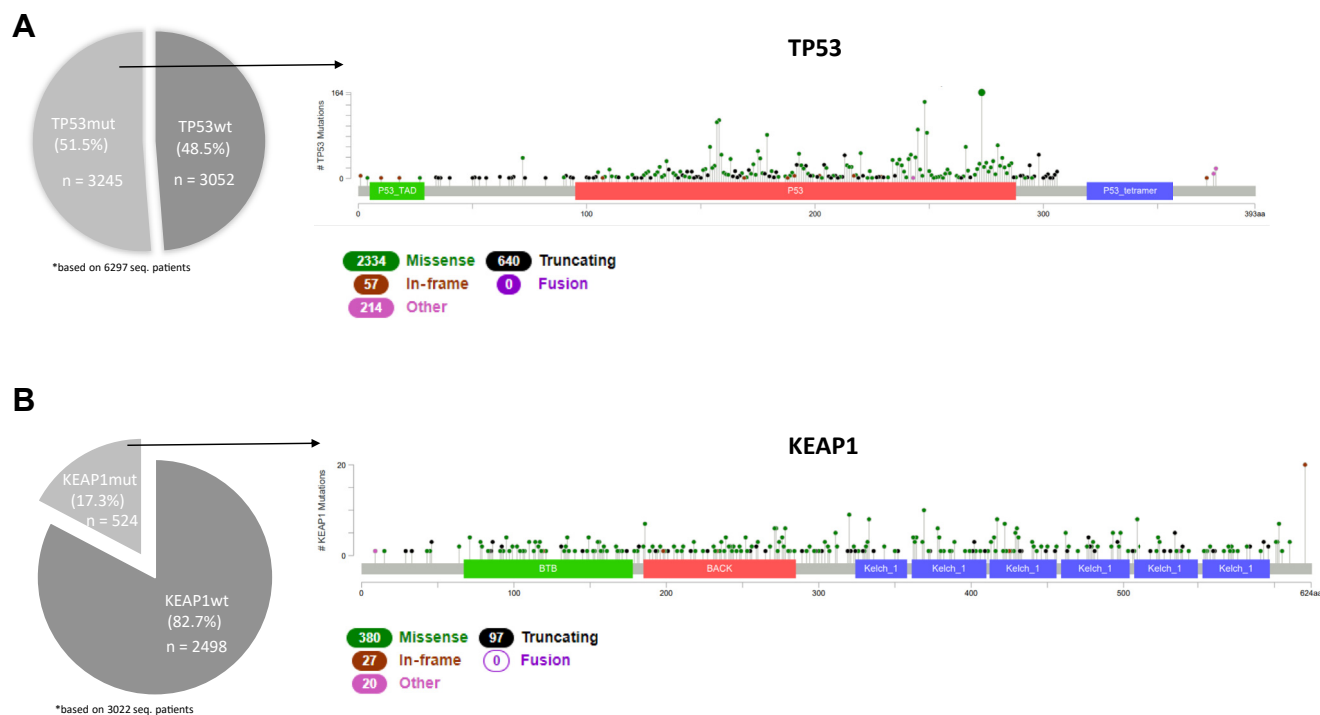 A
TP53mut
(51.5%)
n = 3245
TP53wt
(48.5%)
n = 3052
*based on 6297 seq. patients
TP53
# TP53 Mutations
164
0
P53_TAD
P53
P53_tetramer
0
100
200
300
393aa
2334 Missense 640 Truncating
57 In-frame 0 Fusion
214 Other
B
KEAP1mut
(17.3%)
n = 524
KEAP1wt
(82.7%)
n = 2498
*based on 3022 seq. patients
KEAP1
# KEAP1 Mutations
20
0
BTB
BACK
Kelch_1
Kelch_1
Kelch_1
Kelch_1
Kelch_1
Kelch_1
0
100
200
300
400
500
624aa
380 Missense 97 Truncating
27 In-frame 0 Fusion
20 Other